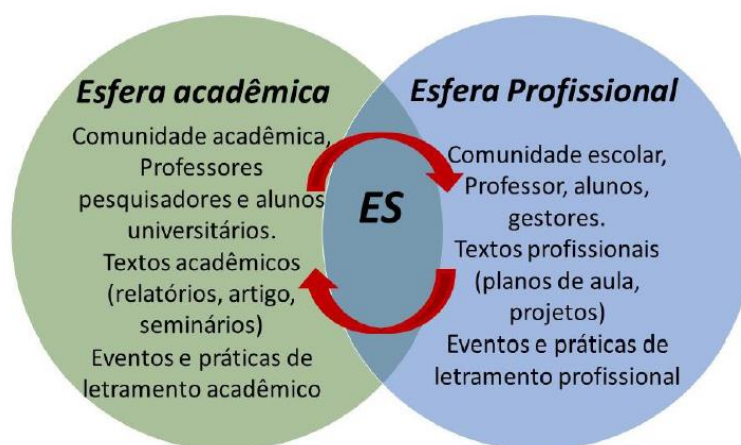 Esfera acadêmica
Comunidade acadêmica,
Professores
pesquisadores e alunos
universitários.
Textos acadêmicos
(relatórios, artigo,
seminários)
Eventos e práticas de
letramento acadêmico
ES
Esfera Profissional
Comunidade escolar,
Professor, alunos,
gestores.
Textos profissionais
(planos de aula,
projetos)
Eventos e práticas de
letramento profissional